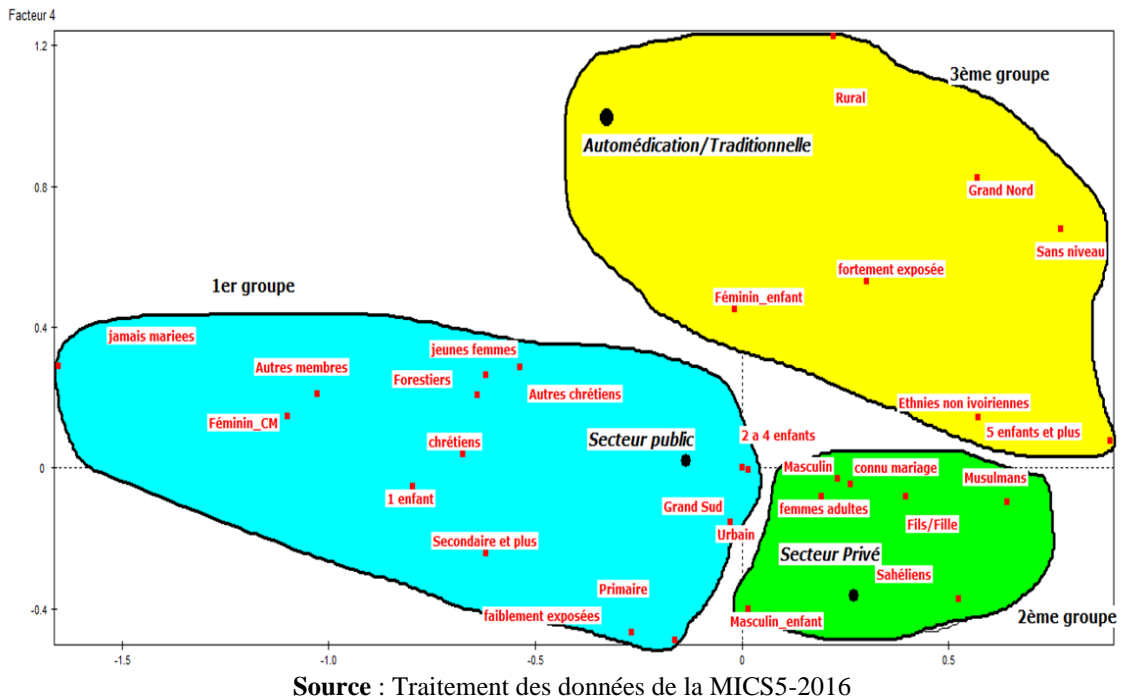 Facteur 4
1.2
3ème groupe
Rural
Automédication/Traditionnelle
0.8
Grand Nord
Sans niveau
fortement exposée
1er groupe
Féminin_enfant
0.4
jamais mariees
jeunes femmes
Autres membres
Forestiers
Autres chrétiens
Ethnies non ivoiriennes
Féminin_CM
5 enfants et plus
chrétiens
Secteur public
2 a 4 enfants
0
Masculin
connu mariage
Musulmans
1 enfant
Grand Sud
femmes adultes
Fils/Fille
Urbain
Secondaire et plus
Secteur Privé
Sahéliens
Primaire
-0.4
faiblement exposées
Masculin_enfant
2ème groupe
-1.5
-1.0
-0.5
0
0.5
Source : Traitement des données de la MICS5-2016